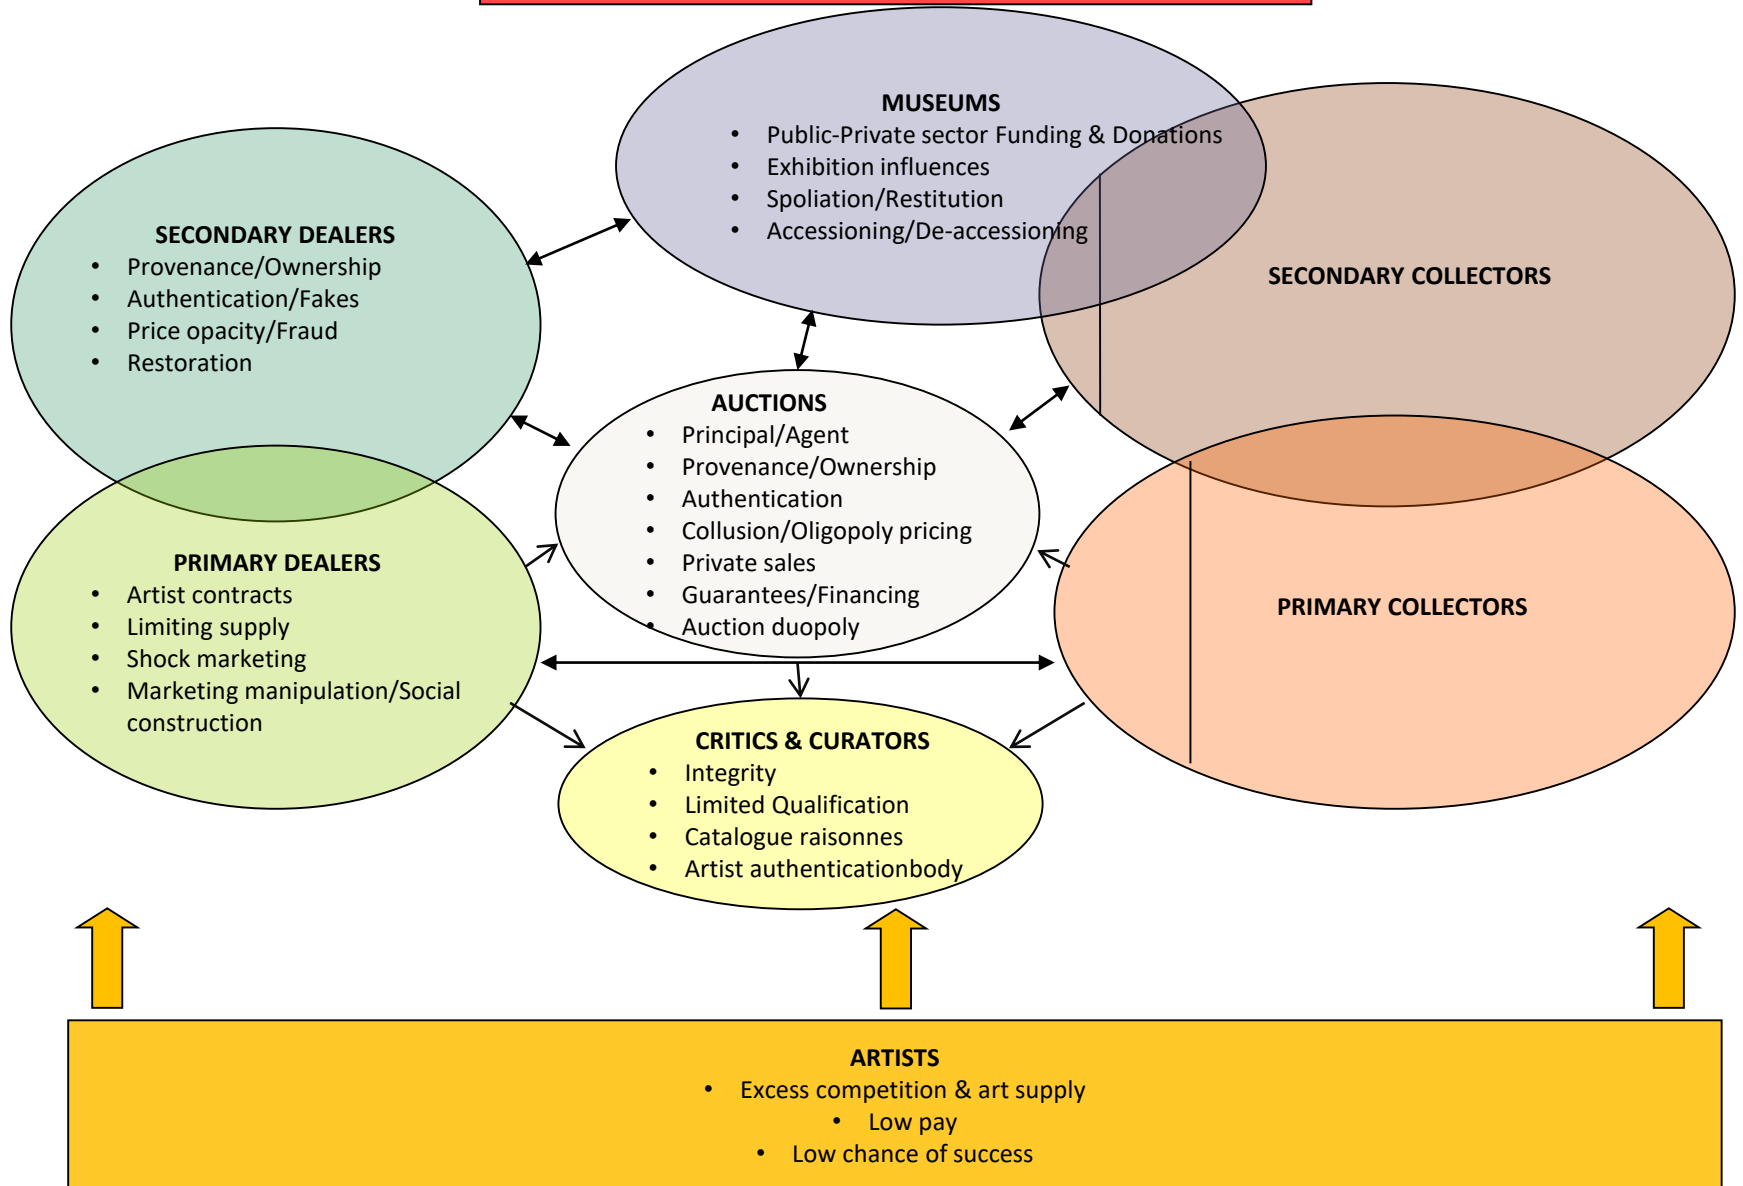 MUSEUMS
• Public-Private sector Funding & Donations
• Exhibition influences
• Spoliation/Restitution
• Accessioning/De-accessioning
SECONDARY DEALERS
• Provenance/Ownership
• Authentication/Fakes
• Price opacity/Fraud
• Restoration
SECONDARY COLLECTORS
AUCTIONS
• Principal/Agent
• Provenance/Ownership
• Authentication
• Collusion/Oligopoly pricing
• Private sales
• Guarantees/Financing
• Auction duopoly
PRIMARY DEALERS
• Artist contracts
• Limiting supply
• Shock marketing
• Marketing manipulation/Social
construction
PRIMARY COLLECTORS
CRITICS & CURATORS
• Integrity
• Limited Qualification
• Catalogue raisonnes
• Artist authenticationbody
ARTISTS
• Excess competition & art supply
• Low pay
• Low chance of success